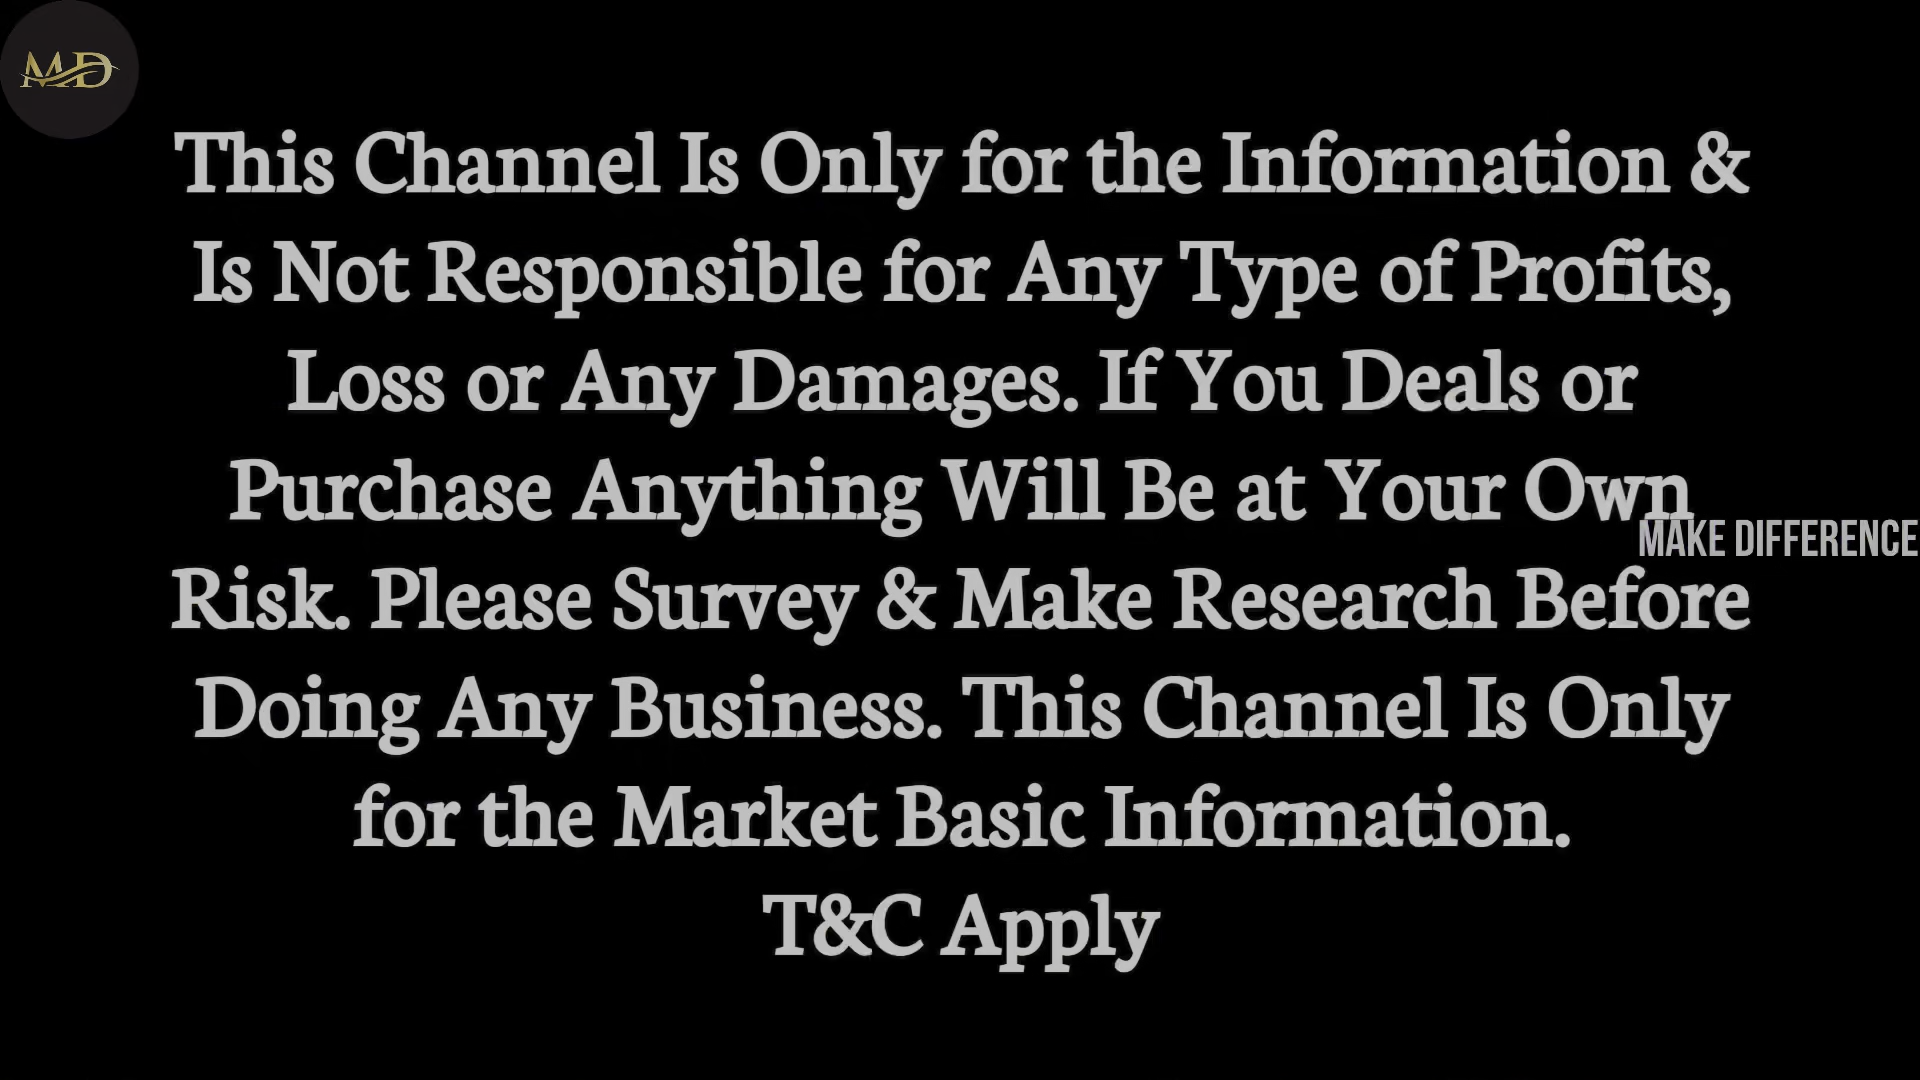 MD
This Channel Is Only for the Information &
Is Not Responsible for Any Type of Profits,
Loss or Any Damages. If You Deals or
Purchase Anything Will Be at Your Own
MAKE DIFFERENCE
Risk. Please Survey & Make Research Before
Doing Any Business. This Channel Is Only
for the Market Basic Information.
T&C Apply